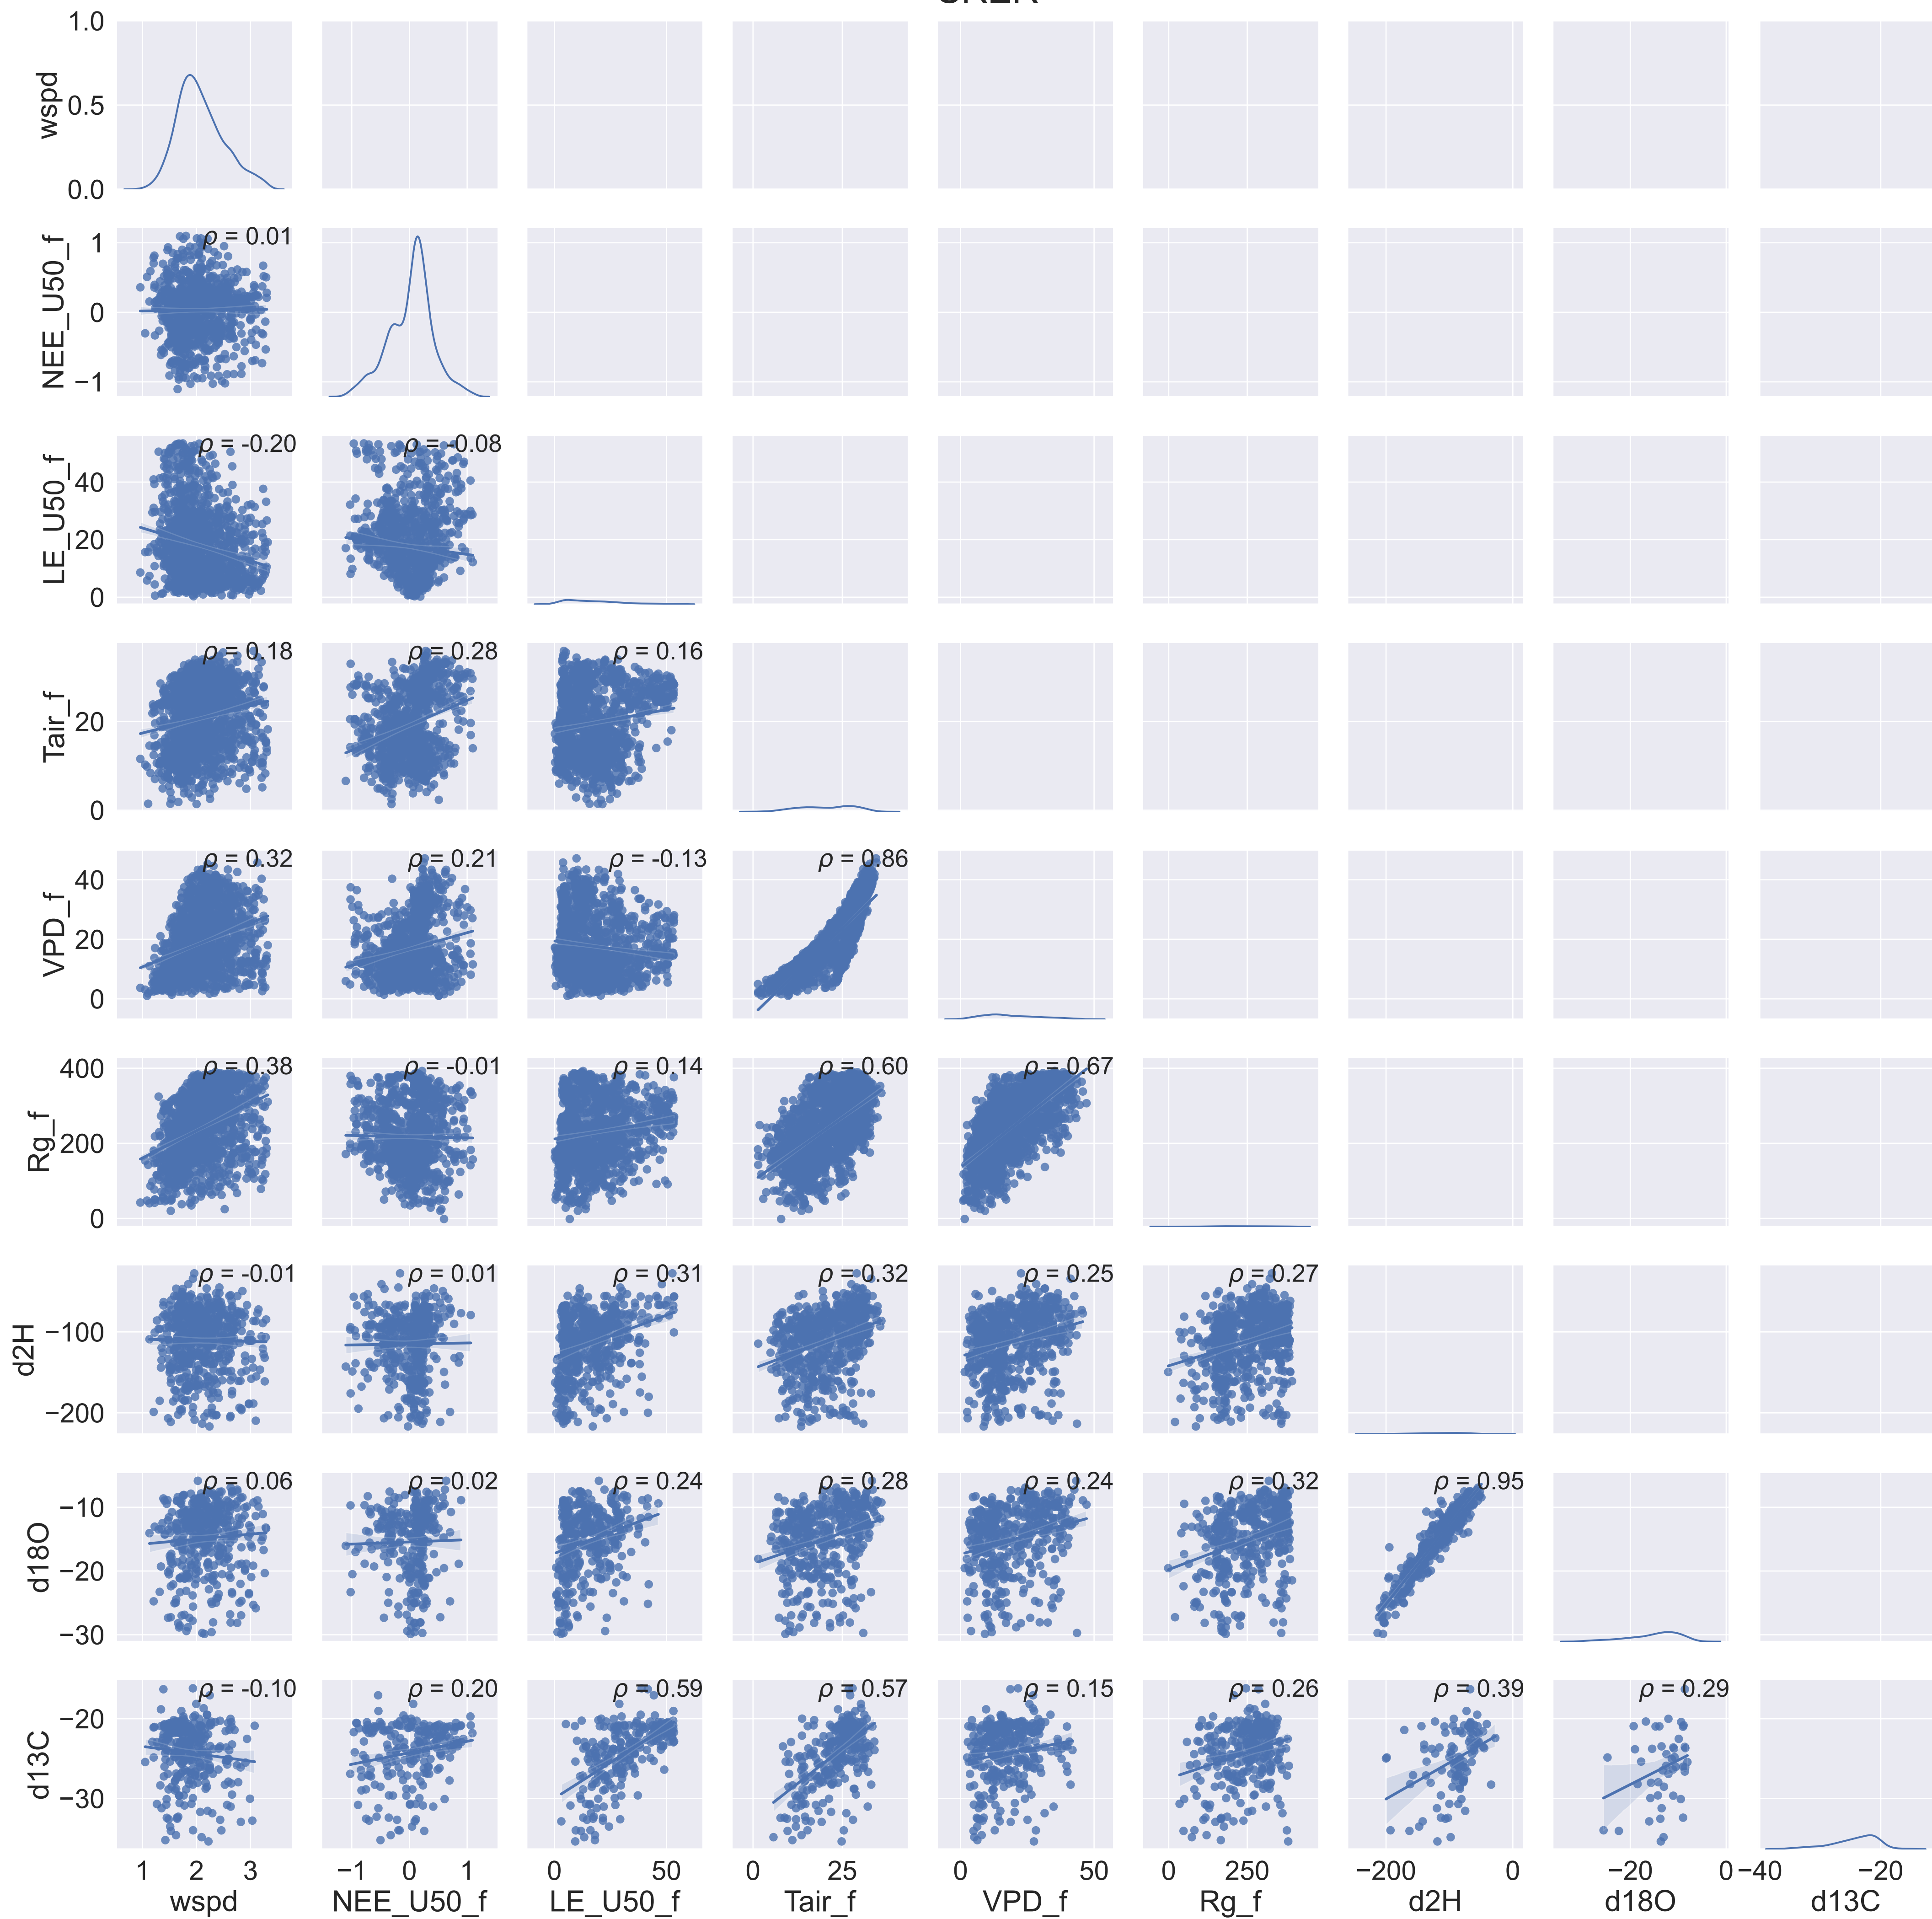 1.0
0.5
0.0
wspd
ρ = 0.01
1
0
−1
NEE_U50_f
ρ = -0.20
ρ = -0.08
40
20
0
LE_U50_f
ρ = 0.18
ρ = 0.28
ρ = 0.16
20
0
Tair_f
ρ = 0.32
ρ = 0.21
ρ = -0.13
ρ = 0.86
40
20
0
VPD_f
ρ = 0.38
ρ = -0.01
ρ = 0.14
ρ = 0.60
ρ = 0.67
400
200
0
Rg_f
ρ = -0.01
ρ = 0.01
ρ = 0.31
ρ = 0.32
ρ = 0.25
ρ = 0.27
−100
−200
d2H
ρ = 0.06
ρ = 0.02
ρ = 0.24
ρ = 0.28
ρ = 0.24
ρ = 0.32
ρ = 0.95
−10
−20
−30
d18O
ρ = -0.10
ρ = 0.20
ρ = 0.59
ρ = 0.57
ρ = 0.15
ρ = 0.26
ρ = 0.39
ρ = 0.29
−20
−30
d13C
1 2 3
−1 0 1
0 50
0 25
0 50
0 250
−200 0
−20 0
−40 −20
wspd
NEE_U50_f
LE_U50_f
Tair_f
VPD_f
Rg_f
d2H
d18O
d13C